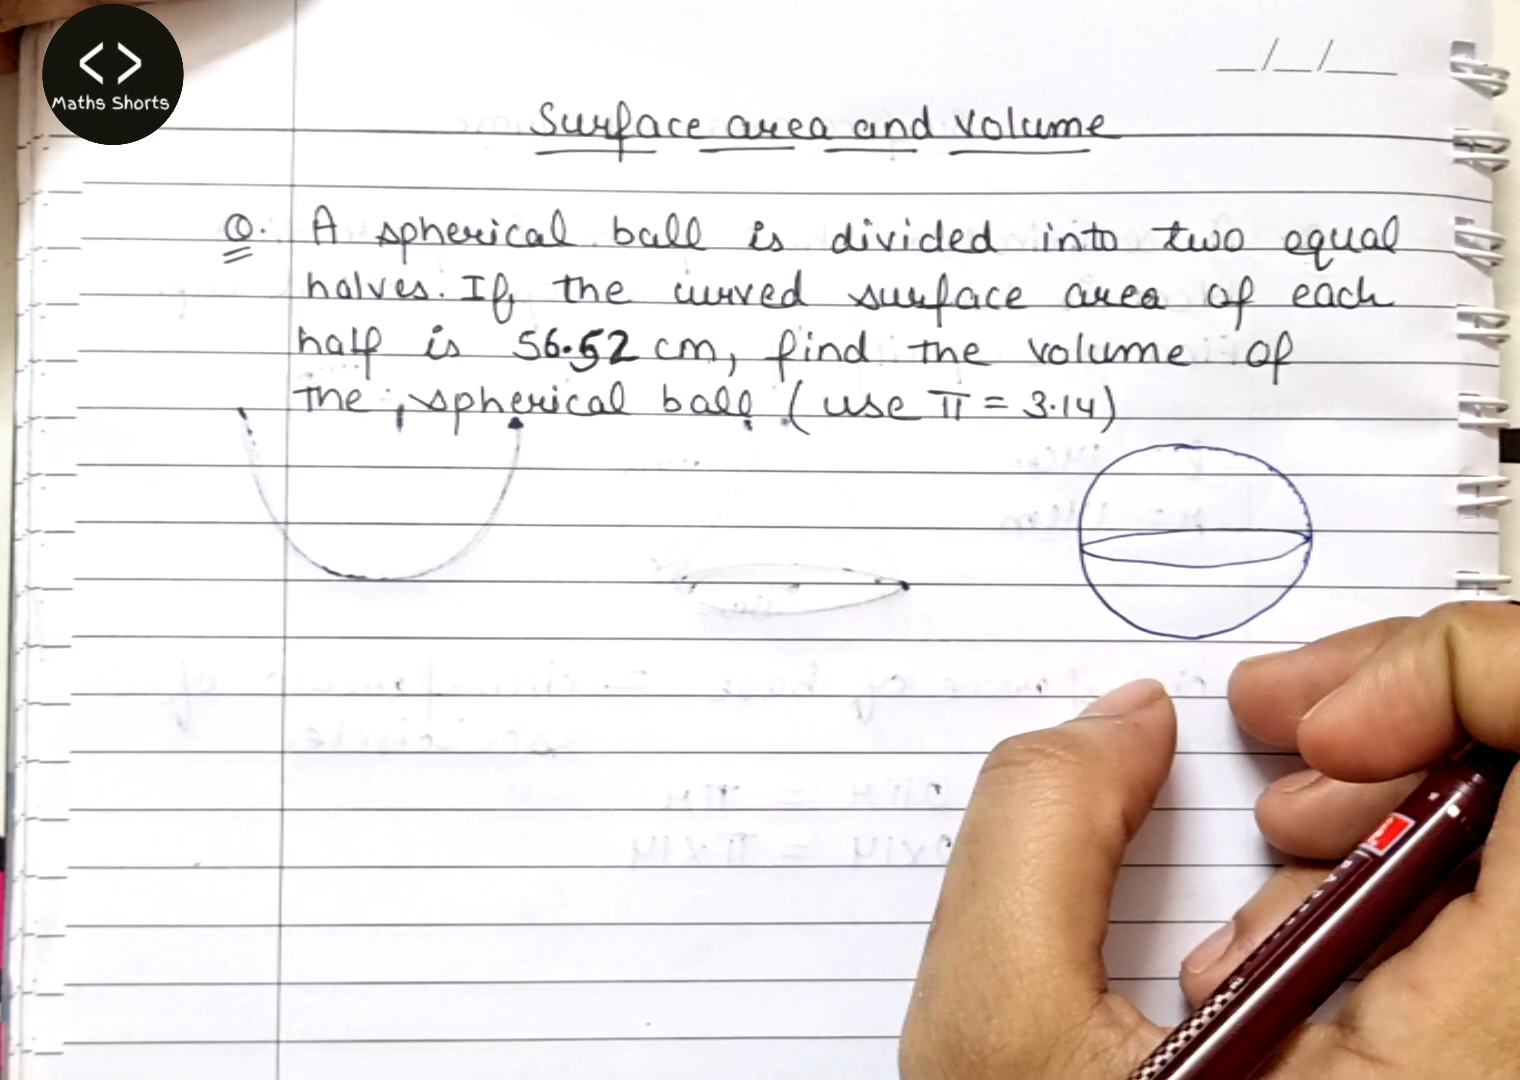 <>
Maths Shorts
_/_/_
Surface area and volume
Q. A spherical ball is divided into two equal
halves. If, the curved surface area of each
half is 56.52 cm, find the volume of
the spherical ball (use π = 3.14)